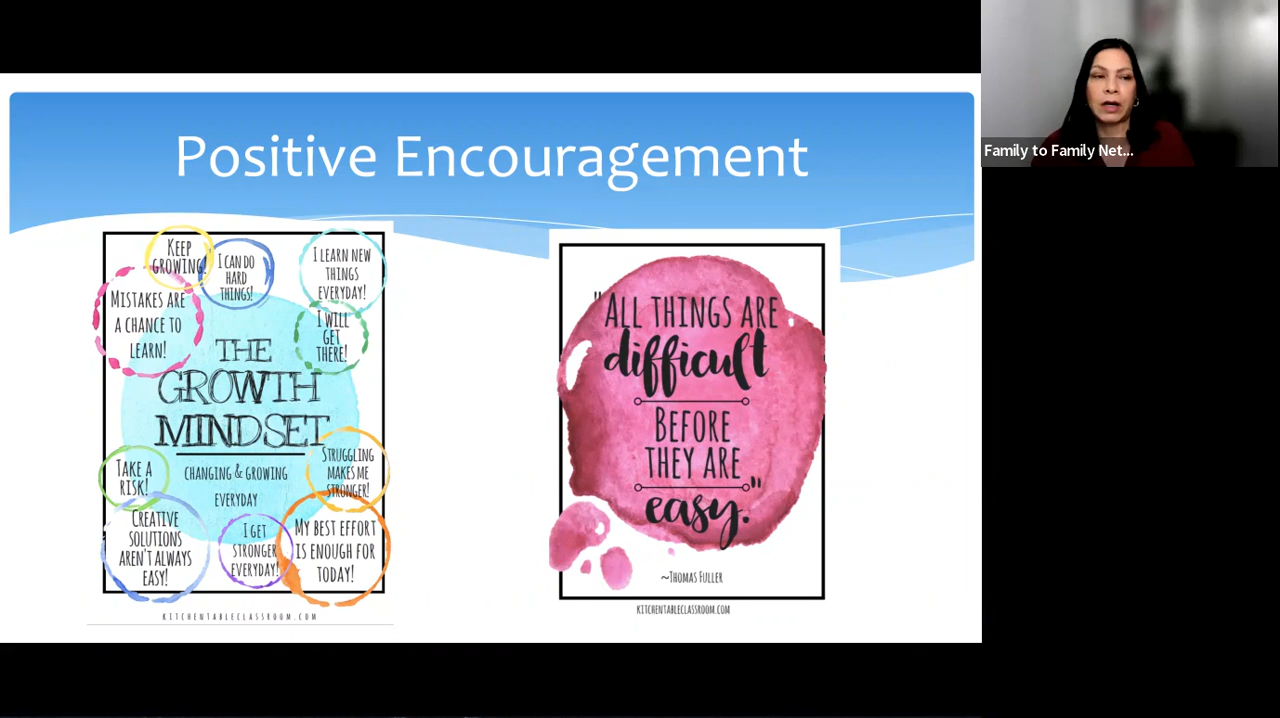 Positive Encouragement
Family to Family Net...
KEEP
GROWING!
I CAN DO
HARD
THINGS!
I LEARN NEW
THINGS
EVERYDAY!
MISTAKES ARE
A CHANCE TO
LEARN!
I WILL
GET
THERE!
THE
GROWTH
MINDSET
CHANGING & GROWING
EVERYDAY
TAKE A
RISK!
STRUGGLING
MAKES ME
STRONGER!
CREATIVE
SOLUTIONS
AREN'T ALWAYS
EASY!
I GET
STRONGER
EVERYDAY!
MY BEST EFFORT
IS ENOUGH FOR
TODAY!
KITCHENTABLECLASSROOM.COM
"ALL THINGS ARE
difficult
BEFORE
THEY ARE
easy."
~THOMAS FULLER
KITCHENTABLECLASSROOM.COM